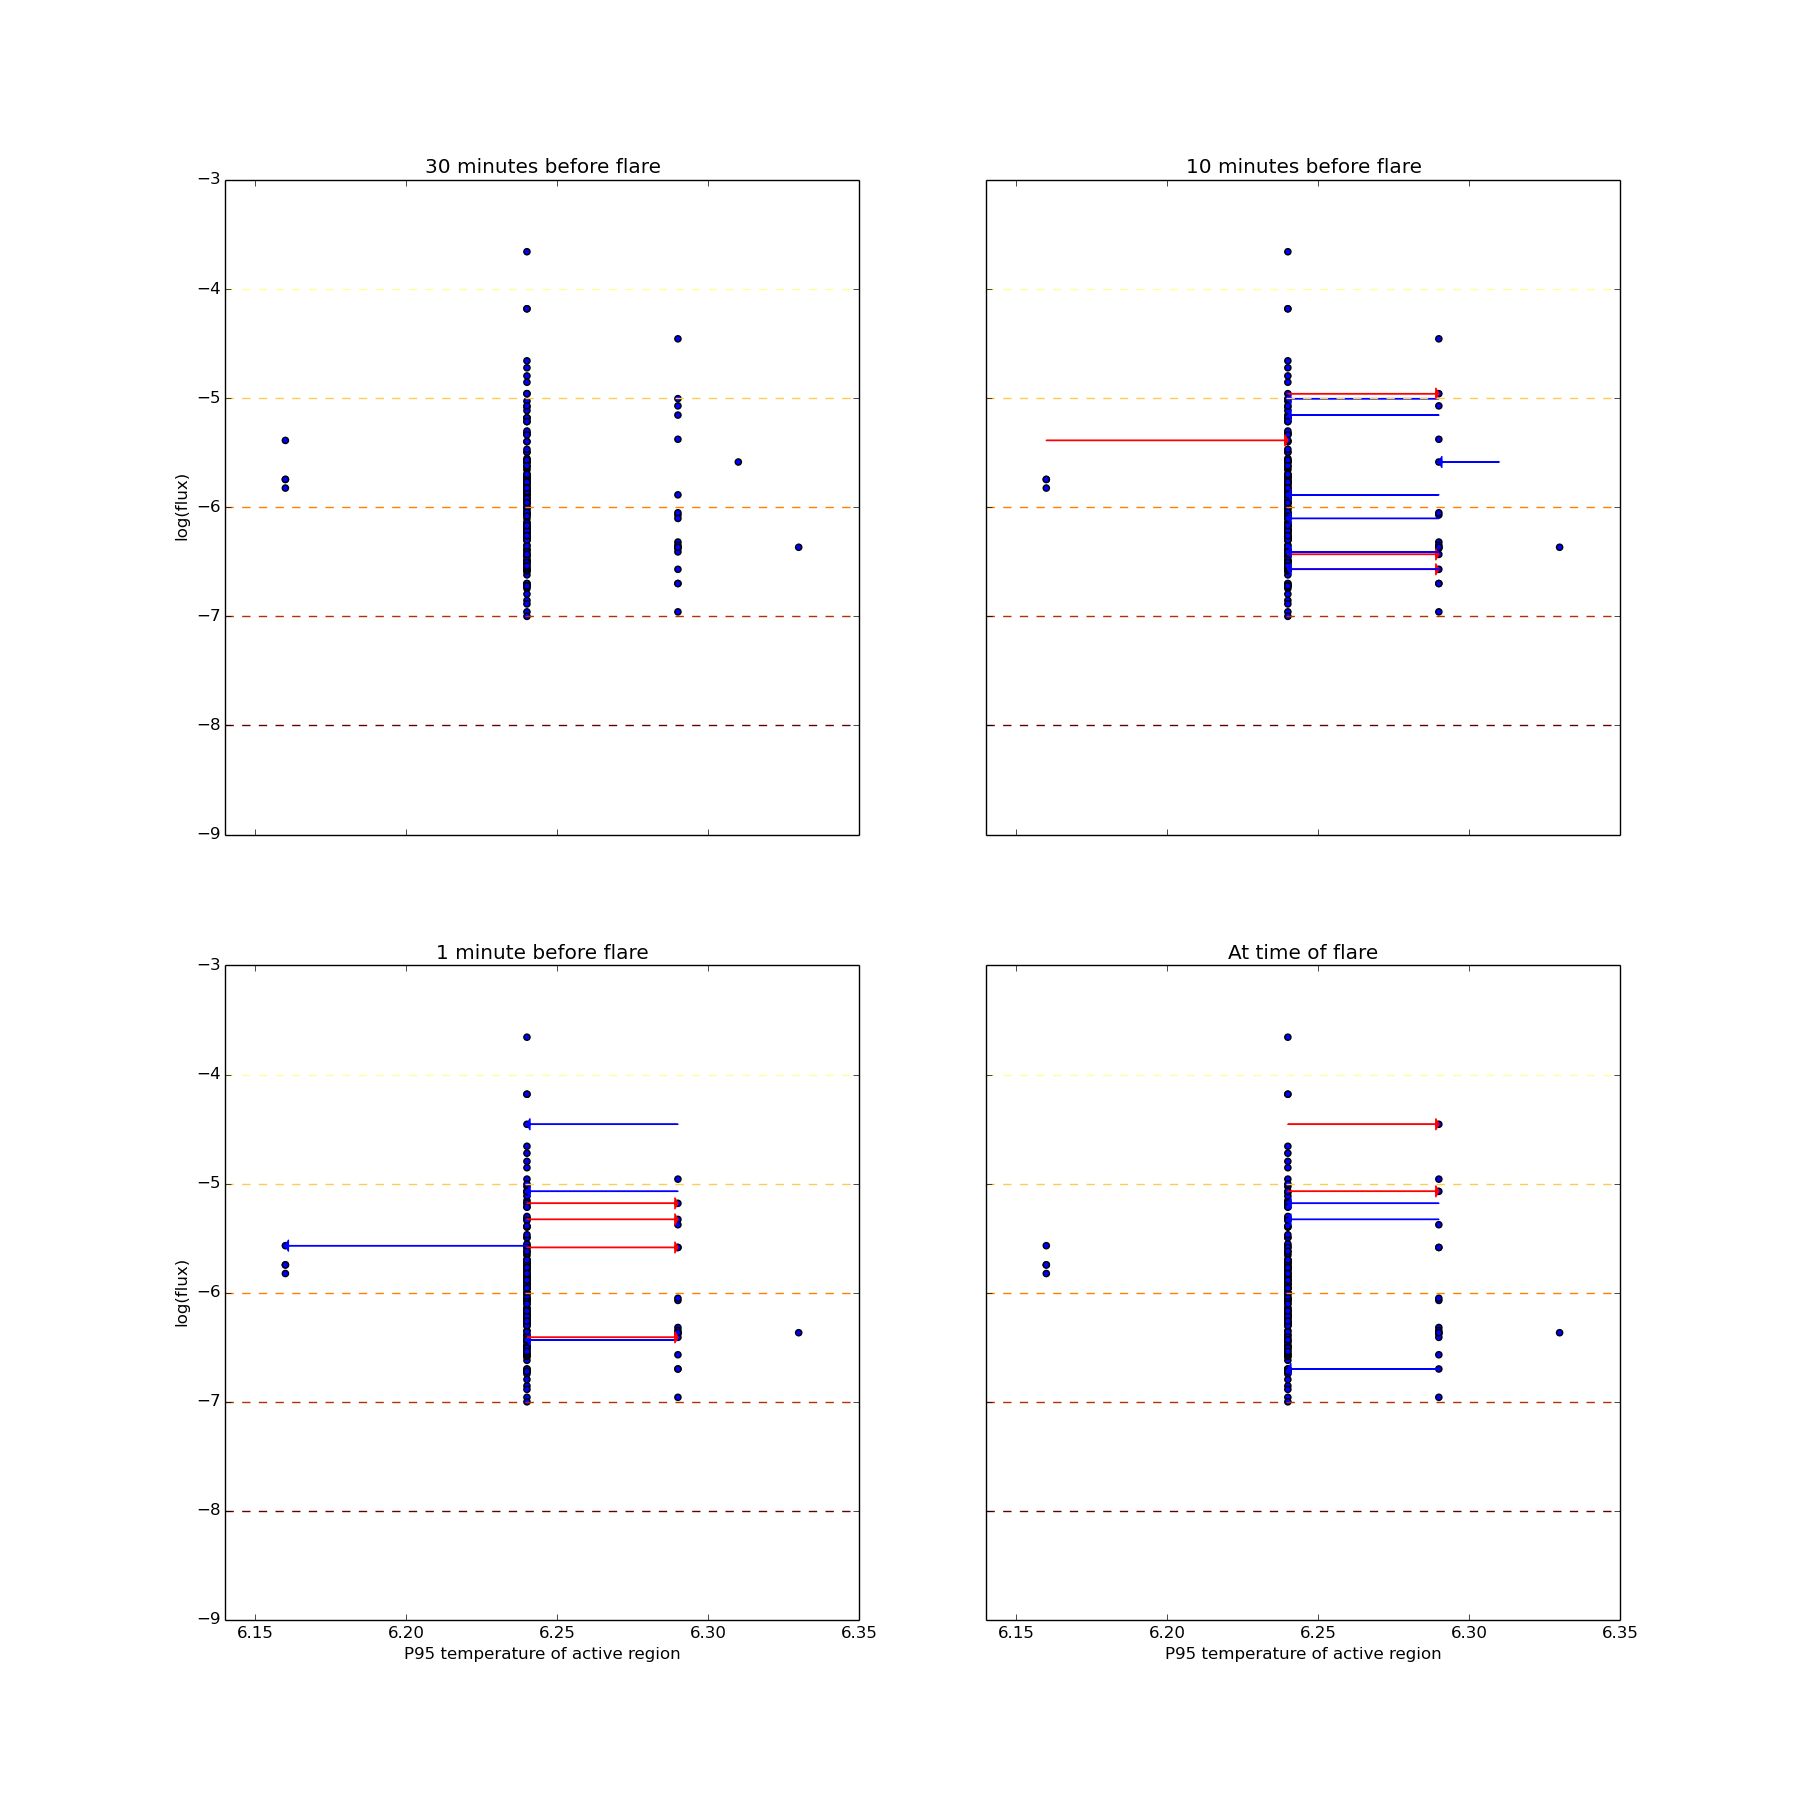 30 minutes before flare
10 minutes before flare
−3
−4
−5
−6
−7
−8
−9
log(flux)
1 minute before flare
At time of flare
−3
−4
−5
−6
−7
−8
−9
log(flux)
6.15 6.20 6.25 6.30 6.35
6.15 6.20 6.25 6.30 6.35
P95 temperature of active region
P95 temperature of active region